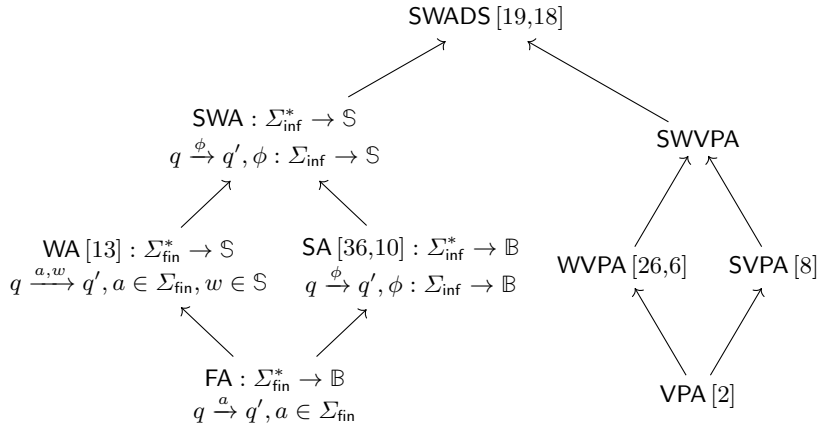 SWADS [19,18]
SWA : Σ*inf → 𝕊
q →ϕ q′, ϕ : Σinf → 𝕊
SWVPA
WA [13] : Σ*fin → 𝕊
q →a,w q′, a ∈ Σfin, w ∈ 𝕊
SA [36,10] : Σ*inf → 𝔹
q →ϕ q′, ϕ : Σinf → 𝔹
WVPA [26,6]
SVPA [8]
FA : Σ*fin → 𝔹
q →a q′, a ∈ Σfin
VPA [2]